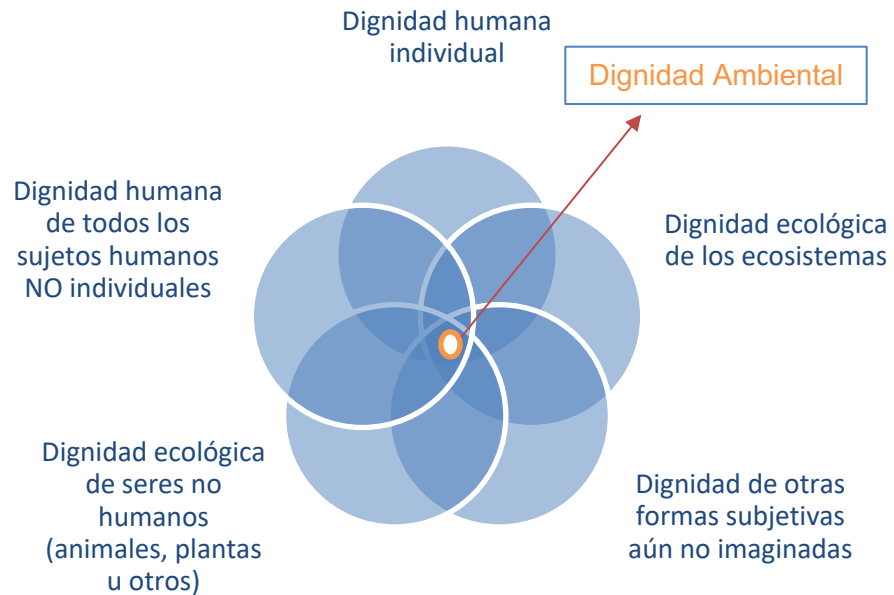 Dignidad humana
individual
Dignidad Ambiental
Dignidad humana
de todos los
sujetos humanos
NO individuales
Dignidad ecológica
de los ecosistemas
Dignidad ecológica
de seres no
humanos
(animales, plantas
u otros)
Dignidad de otras
formas subjetivas
aún no imaginadas